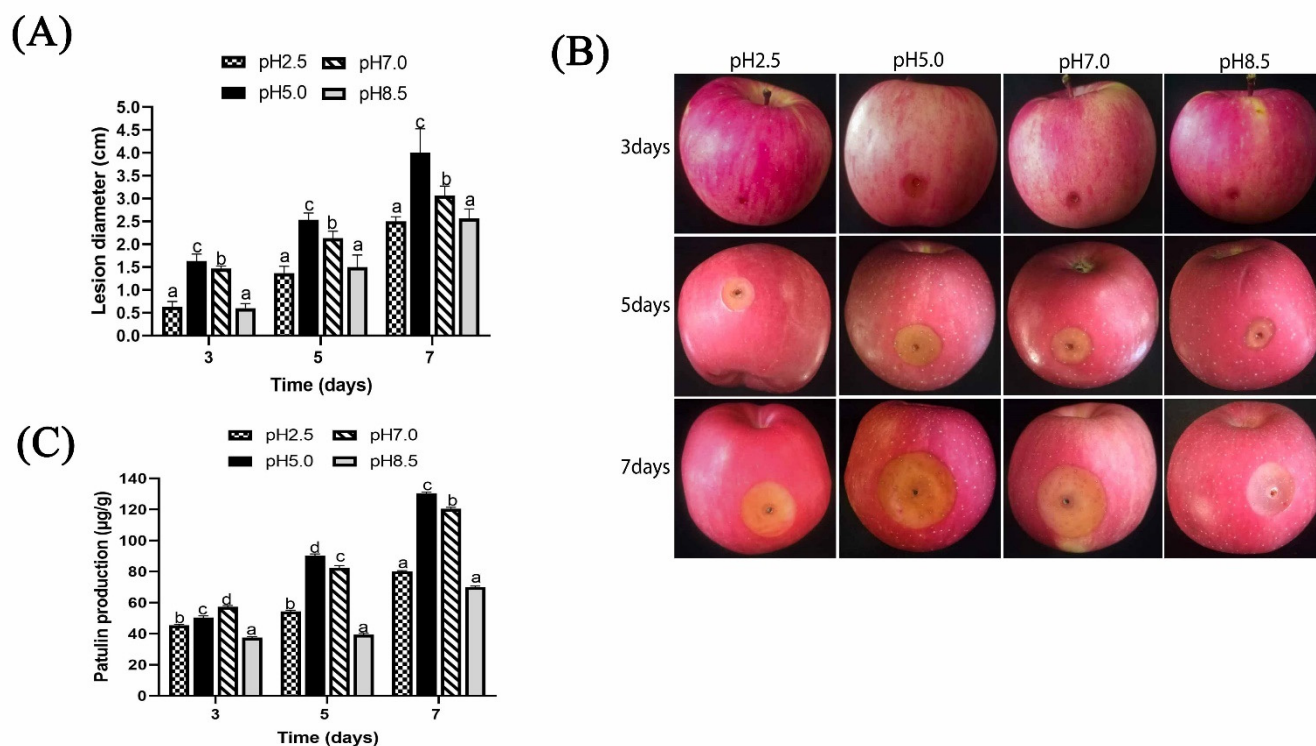 (A)
pH2.5 pH7.0
pH5.0 pH8.5
Lesion diameter (cm)
5.0
4.5
4.0
3.5
3.0
2.5
2.0
1.5
1.0
0.5
0.0
a c b a
a c b a
a c b a
3 5 7
Time (days)
(B)
pH2.5 pH5.0 pH7.0 pH8.5
3days
5days
7days
(C)
pH2.5 pH7.0
pH5.0 pH8.5
Patulin production (µg/g)
140
120
100
80
60
40
20
0
b c d a
b d c a
a c b a
3 5 7
Time (days)